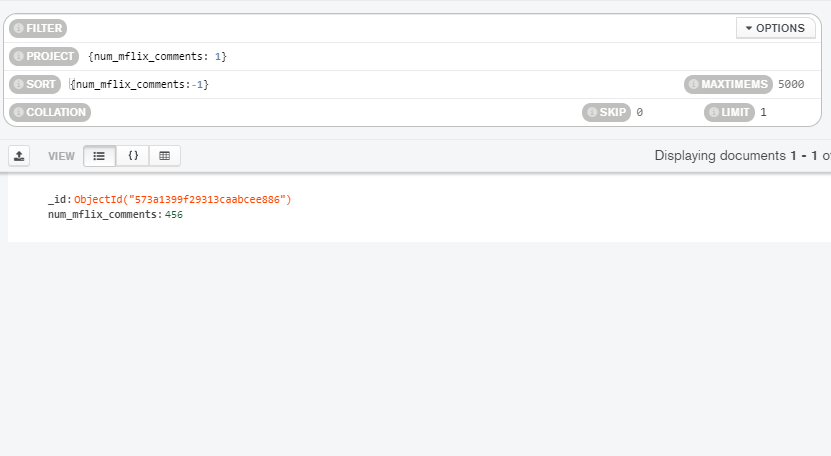 FILTER OPTIONS
PROJECT {num_mflix_comments: 1}
SORT {num_mflix_comments:-1} MAXTIMEMS 5000
COLLATION SKIP 0 LIMIT 1
VIEW {} Displaying documents 1 - 1 of
_id: ObjectId("573a1399f29313caabcee886")
num_mflix_comments: 456